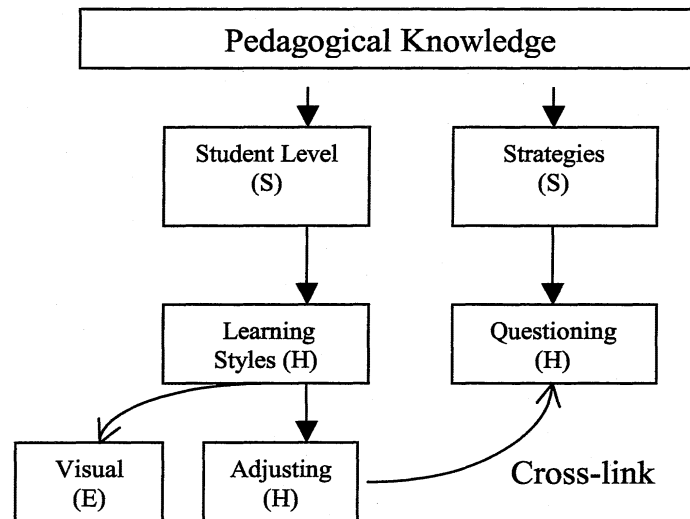 Pedagogical Knowledge
Student Level
(S)
Strategies
(S)
Learning
Styles (H)
Questioning
(H)
Visual
(E)
Adjusting
(H)
Cross-link